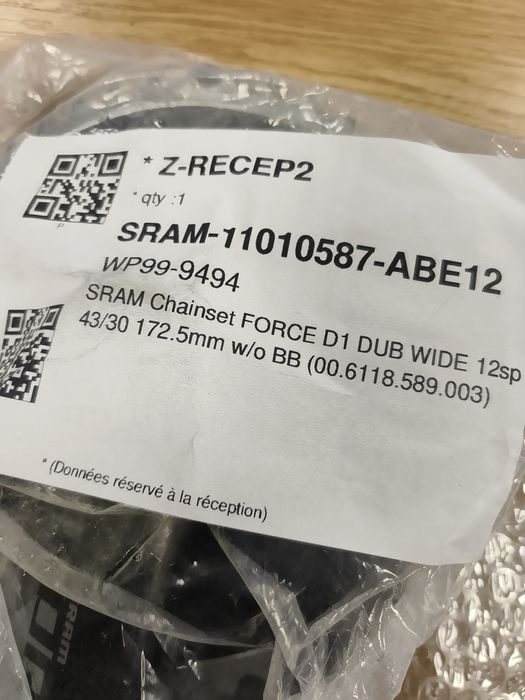 * Z-RECEP2
* qty :1
P
SRAM-11010587-ABE12
WP99-9494
SRAM Chainset FORCE D1 DUB WIDE 12sp
43/30 172.5mm w/o BB (00.6118.589.003)
* (Données réservé à la réception)
SRAM